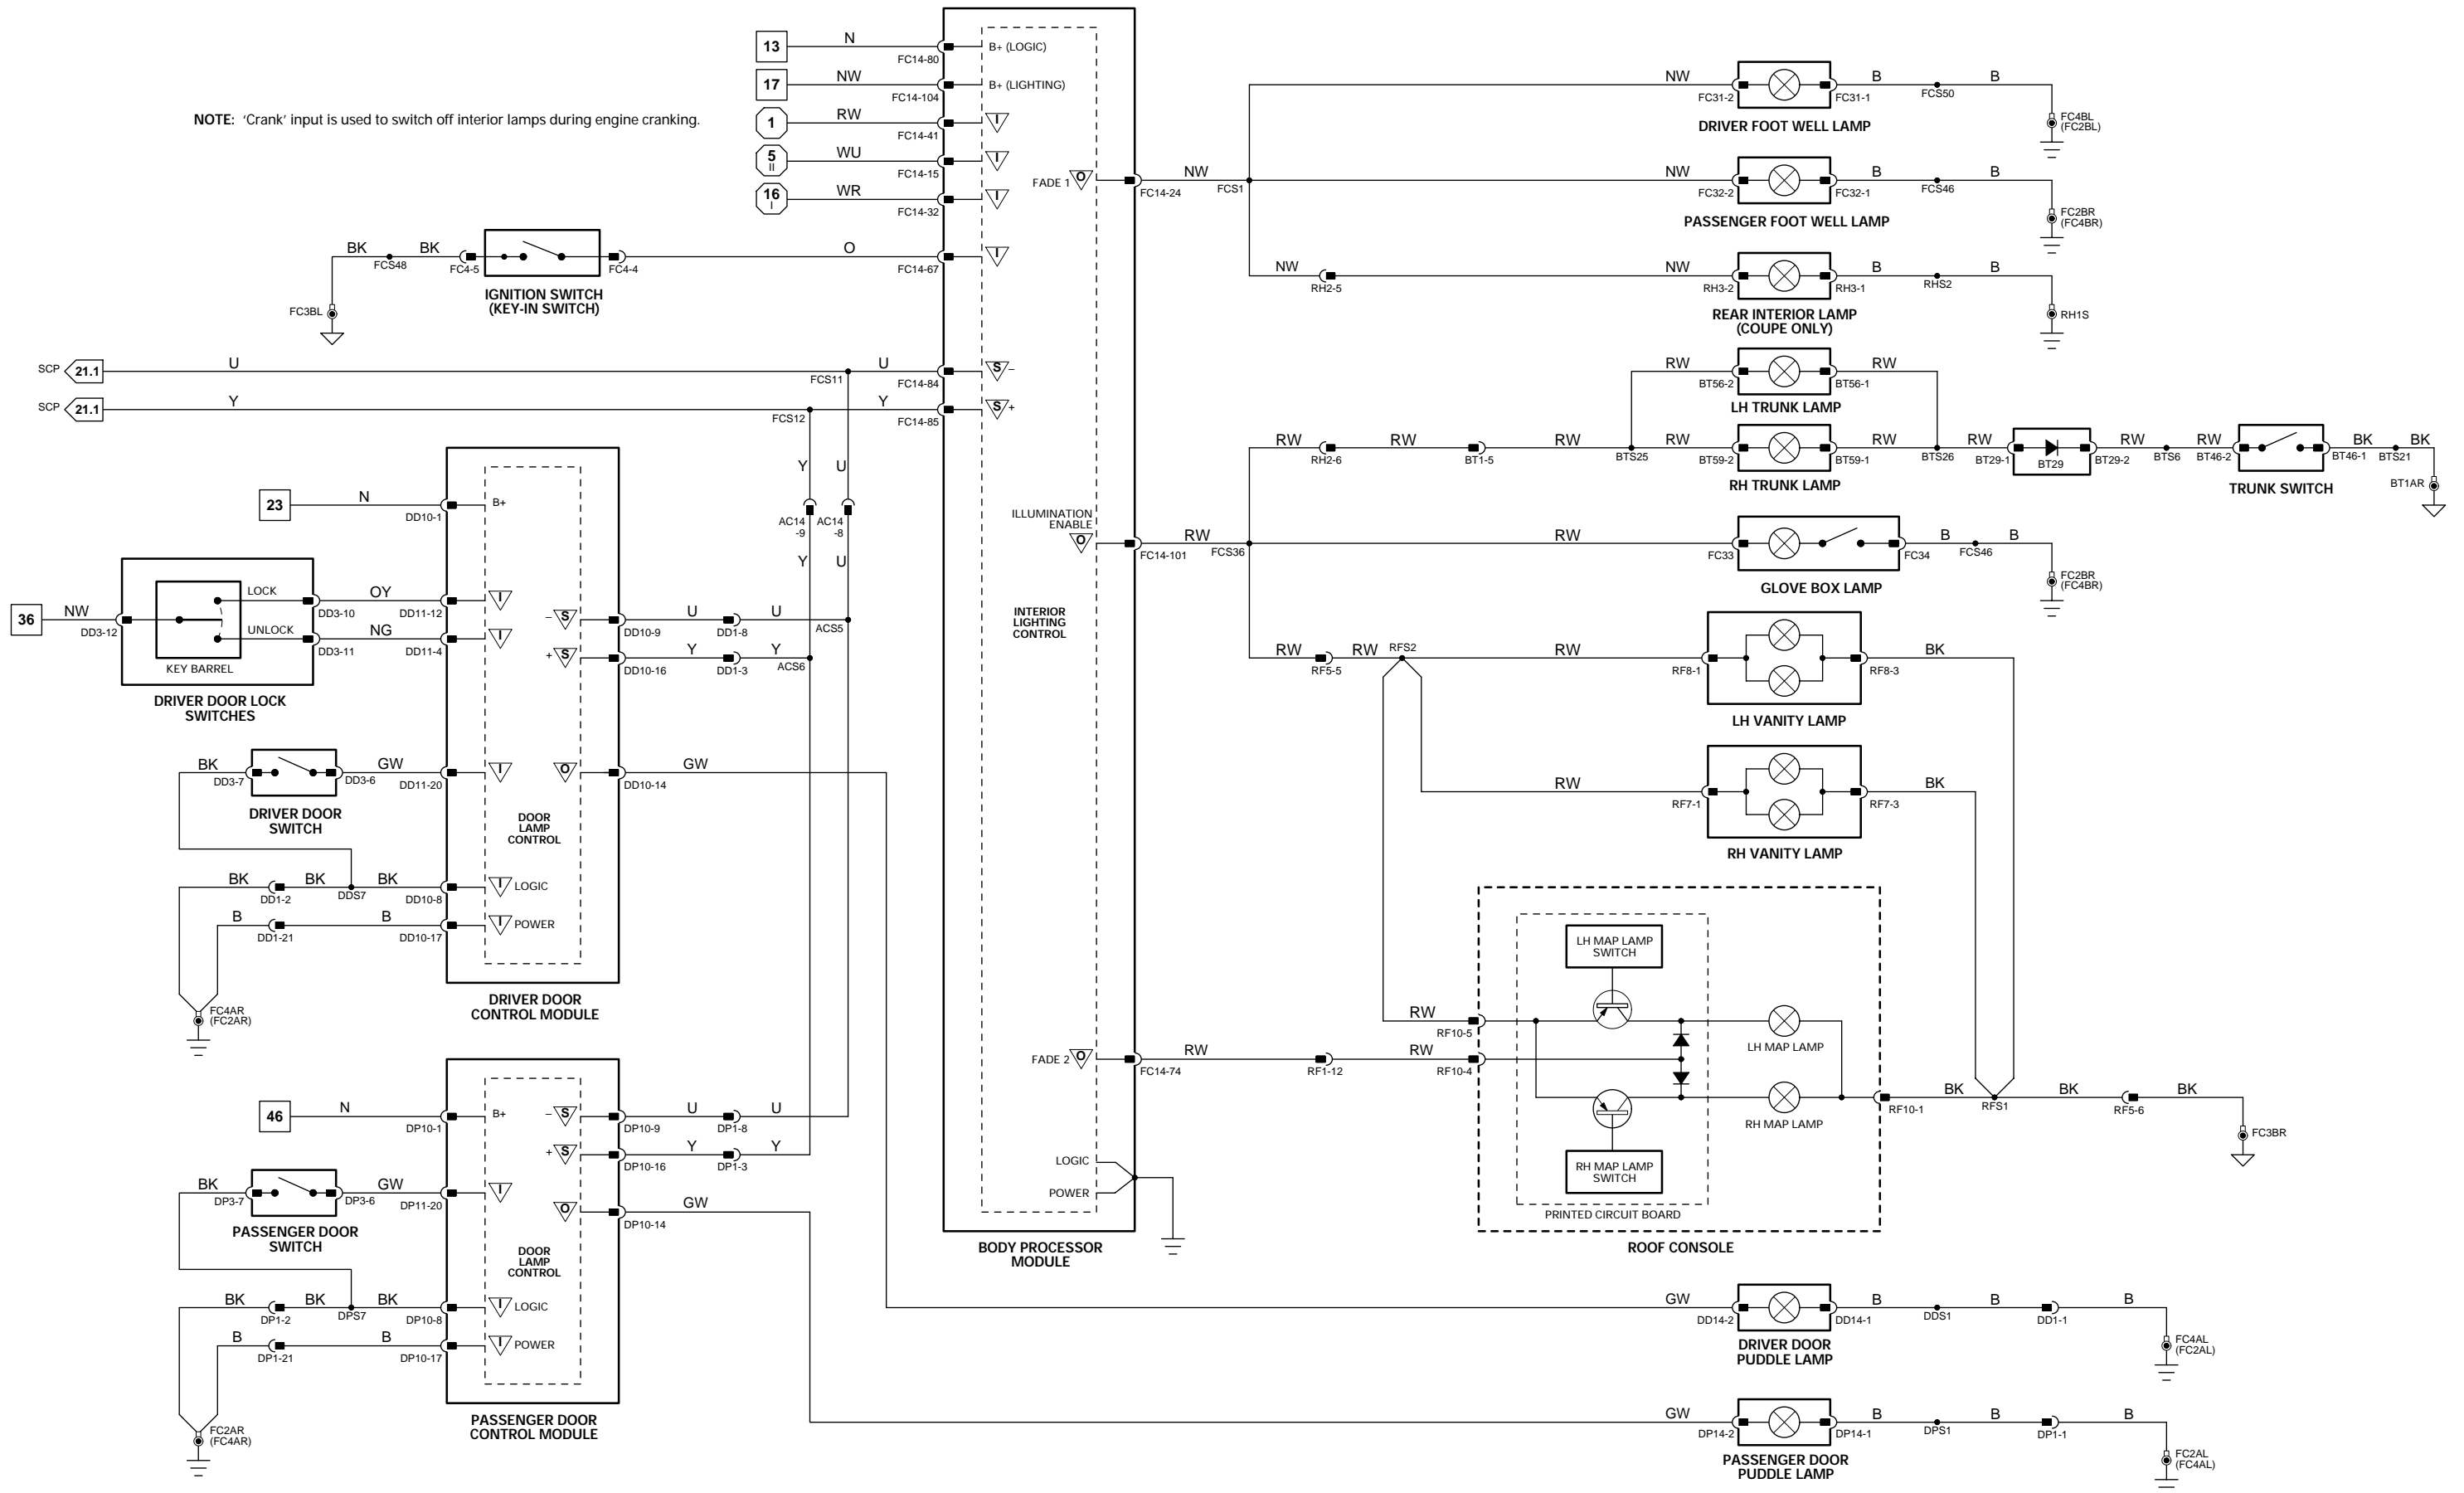 NOTE: 'Crank' input is used to switch off interior lamps during engine cranking.
13
N
FC14-80
B+ (LOGIC)
17
NW
FC14-104
B+ (LIGHTING)
1
RW
FC14-41
I
5
II
WU
FC14-15
I
16
I
WR
FC14-32
I
BK
FCS48
BK
FC4-5
FC4-4
O
FC14-67
I
FC3BL
IGNITION SWITCH
(KEY-IN SWITCH)
SCP
21.1
U
FCS11
U
FC14-84
S
–
SCP
21.1
Y
FCS12
Y
FC14-85
S
+
Y
U
AC14
-9
AC14
-8
Y
U
23
N
DD10-1
B+
36
NW
DD3-12
LOCK
UNLOCK
KEY BARREL
DD3-10
OY
DD11-12
I
DD3-11
NG
DD11-4
I
DRIVER DOOR LOCK
SWITCHES
–
S
DD10-9
U
DD1-8
U
ACS5
+
S
DD10-16
Y
DD1-3
Y
ACS6
BK
DD3-7
DD3-6
GW
DD11-20
I
O
DD10-14
GW
DRIVER DOOR
SWITCH
DOOR
LAMP
CONTROL
BK
DD1-2
BK
DDS7
BK
DD10-8
I
LOGIC
B
DD1-21
B
DD10-17
I
POWER
FC4AR
(FC2AR)
DRIVER DOOR
CONTROL MODULE
46
N
DP10-1
B+
–
S
DP10-9
U
DP1-8
U
+
S
DP10-16
Y
DP1-3
Y
BK
DP3-7
DP3-6
GW
DP11-20
I
O
DP10-14
GW
PASSENGER DOOR
SWITCH
DOOR
LAMP
CONTROL
BK
DP1-2
BK
DPS7
BK
DP10-8
I
LOGIC
B
DP1-21
B
DP10-17
I
POWER
FC2AR
(FC4AR)
PASSENGER DOOR
CONTROL MODULE
FADE 1
O
FC14-24
NW
FCS1
ILLUMINATION
ENABLE
O
FC14-101
RW
FCS36
INTERIOR
LIGHTING
CONTROL
FADE 2
O
FC14-74
RW
RF1-12
RW
RF10-4
LOGIC
POWER
BODY PROCESSOR
MODULE
NW
FC31-2
FC31-1
B
FCS50
B
FC4BL
(FC2BL)
DRIVER FOOT WELL LAMP
NW
FC32-2
FC32-1
B
FCS46
B
FC2BR
(FC4BR)
PASSENGER FOOT WELL LAMP
NW
RH2-5
NW
RH3-2
RH3-1
B
RHS2
B
RH1S
REAR INTERIOR LAMP
(COUPE ONLY)
RW
BT56-2
BT56-1
RW
LH TRUNK LAMP
RW
RH2-6
RW
BT1-5
RW
BTS25
RW
BT59-2
BT59-1
RW
BTS26
RW
BT29-1
BT29
BT29-2
RW
BTS6
RW
BT46-2
BT46-1
BK
BTS21
BK
BT1AR
RH TRUNK LAMP
TRUNK SWITCH
RW
FC33
FC34
B
FCS46
B
FC2BR
(FC4BR)
GLOVE BOX LAMP
RW
RF5-5
RW
RFS2
RW
RF8-1
RF8-3
BK
LH VANITY LAMP
RW
RF7-1
RF7-3
BK
RH VANITY LAMP
LH MAP LAMP
SWITCH
RW
RF10-5
LH MAP LAMP
RH MAP LAMP
RH MAP LAMP
SWITCH
PRINTED CIRCUIT BOARD
ROOF CONSOLE
RF10-1
BK
RFS1
BK
RF5-6
BK
FC3BR
GW
DD14-2
DD14-1
B
DDS1
B
DD1-1
B
FC4AL
(FC2AL)
DRIVER DOOR
PUDDLE LAMP
GW
DP14-2
DP14-1
B
DPS1
B
DP1-1
B
FC2AL
(FC4AL)
PASSENGER DOOR
PUDDLE LAMP